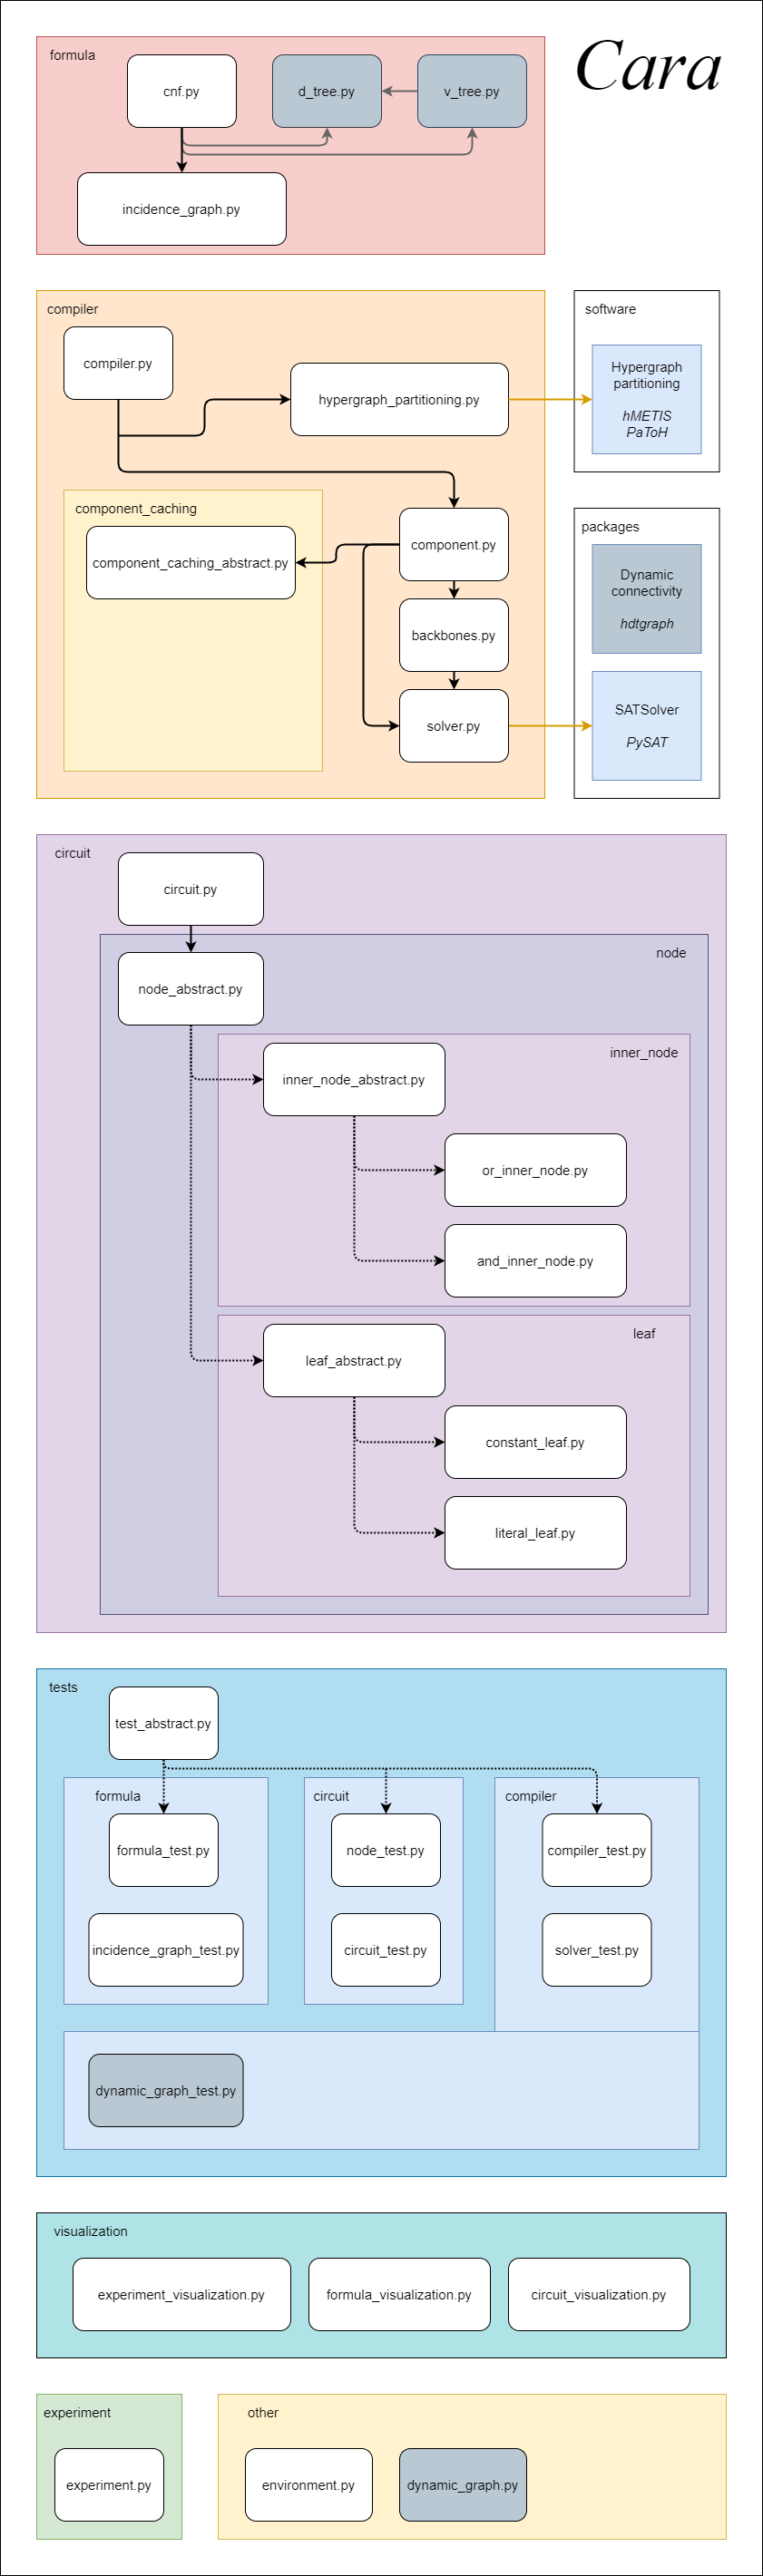 Cara
formula
cnf.py
d_tree.py
v_tree.py
incidence_graph.py
compiler
compiler.py
hypergraph_partitioning.py
software
Hypergraph
partitioning
hMETIS
PaToH
component_caching
component_caching_abstract.py
component.py
backbones.py
solver.py
packages
Dynamic
connectivity
hdtgraph
SATSolver
PySAT
circuit
circuit.py
node
node_abstract.py
inner_node
inner_node_abstract.py
or_inner_node.py
and_inner_node.py
leaf
leaf_abstract.py
constant_leaf.py
literal_leaf.py
tests
test_abstract.py
formula
formula_test.py
incidence_graph_test.py
circuit
node_test.py
circuit_test.py
compiler
compiler_test.py
solver_test.py
dynamic_graph_test.py
visualization
experiment_visualization.py
formula_visualization.py
circuit_visualization.py
experiment
experiment.py
other
environment.py
dynamic_graph.py